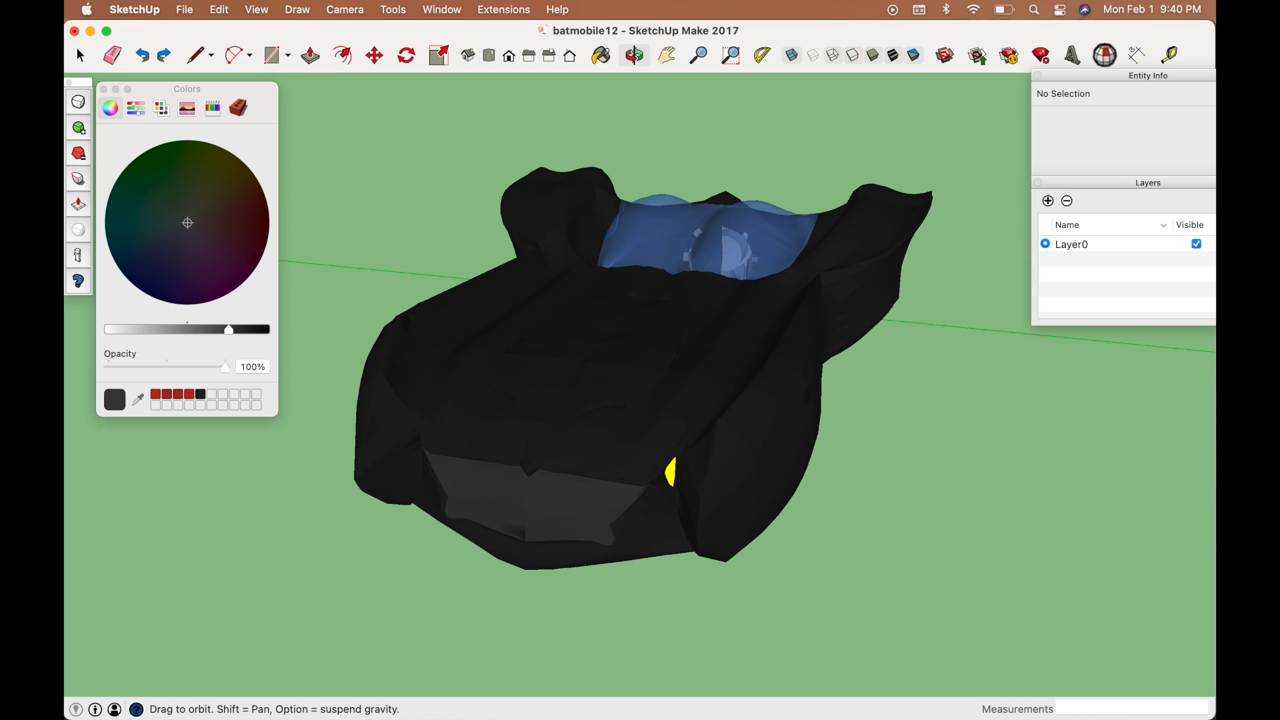 SketchUp File Edit View Draw Camera Tools Window Extensions Help Mon Feb 1 9:40 PM
batmobile12 - SketchUp Make 2017
Colors
Opacity
100%
Entity Info
No Selection
Layers
Name Visible
Layer0
Drag to orbit. Shift = Pan, Option = suspend gravity.
Measurements